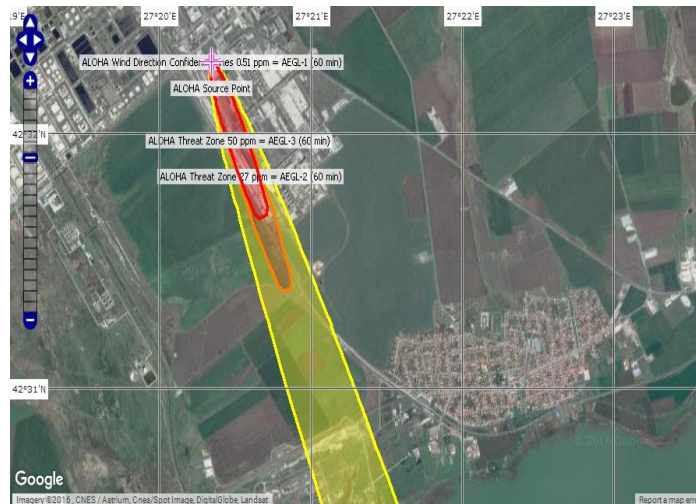 27°20'E
27°21'E
27°22'E
27°23'E
ALOHA Source Point
42°32'N
ALOHA Threat Zone 50 ppm = AEGL-3 (60 min)
ALOHA Threat Zone 27 ppm = AEGL-2 (60 min)
ALOHA Wind Direction Confiden nes 0.51 ppm = AEGL-1 (60 min)
42°31'N
Google
Imagery ©2016 , CNES / Astrium, Cnes/Spot Image, DigitalGlobe, Landsat
Report a map erro